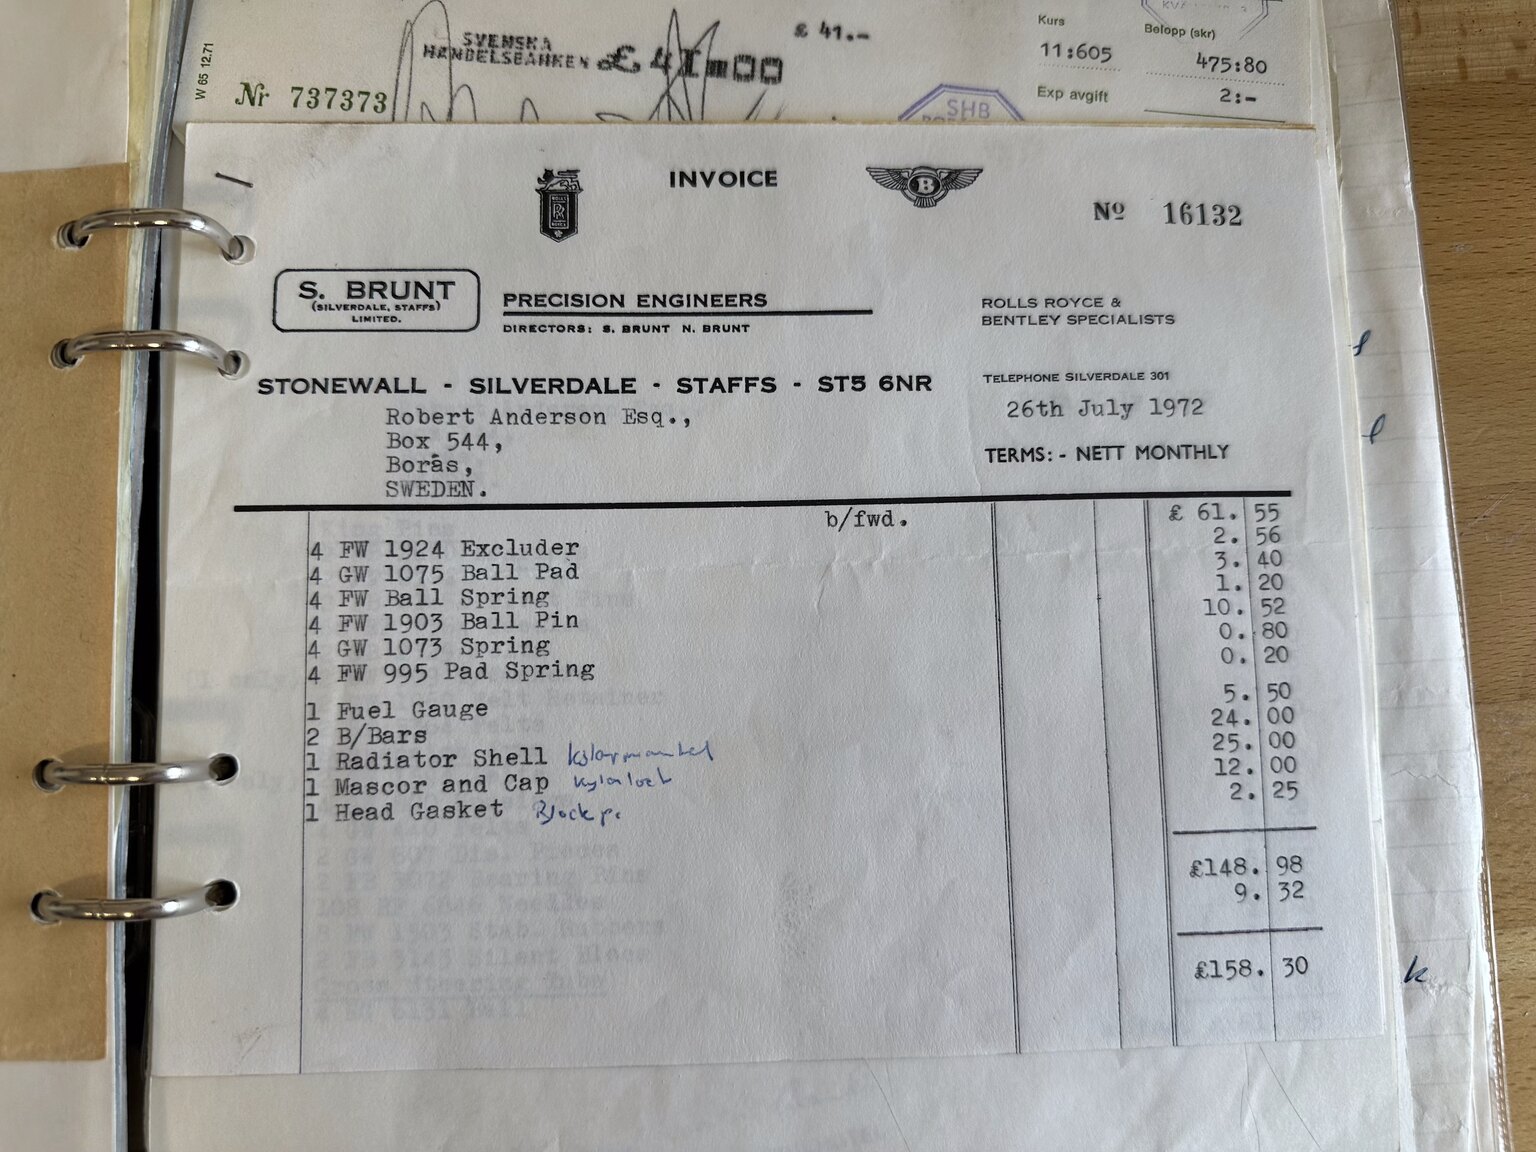 W 65 12.71
SVENSKA
HANDELSBANKEN £ 41=00
£ 41.-
Kurs
11:605
Belopp (skr)
475:80
Exp avgift
2:-
Nr 737373
SHB
INVOICE
ROLLS
RR
ROYCE
B
Nº 16132
S. BRUNT
(SILVERDALE, STAFFS)
LIMITED.
PRECISION ENGINEERS
DIRECTORS: S. BRUNT N. BRUNT
ROLLS ROYCE &
BENTLEY SPECIALISTS
STONEWALL - SILVERDALE - STAFFS - ST5 6NR
TELEPHONE SILVERDALE 301
Robert Anderson Esq.,
26th July 1972
Box 544,
Borås,
TERMS: - NETT MONTHLY
SWEDEN.
b/fwd. £ 61. 55
4 FW 1924 Excluder 2. 56
4 GW 1075 Ball Pad 3. 40
4 FW Ball Spring 1. 20
4 FW 1903 Ball Pin 10. 52
4 GW 1073 Spring 0. 80
4 FW 995 Pad Spring 0. 20
1 Fuel Gauge 5. 50
2 B/Bars 24. 00
1 Radiator Shell 25. 00
1 Mascor and Cap kylarlock 12. 00
1 Head Gasket Blockp. 2. 25
£148. 98
9. 32
£158. 30
k